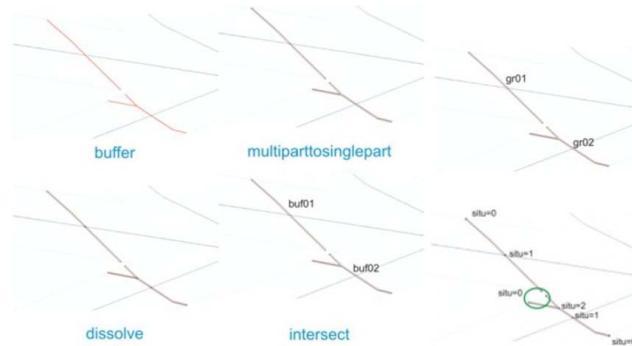 buffer
multiparttosinglepart
gr01
gr02
dissolve
buf01
buf02
intersect
situ=0
situ=1
situ=0
situ=2
situ=1